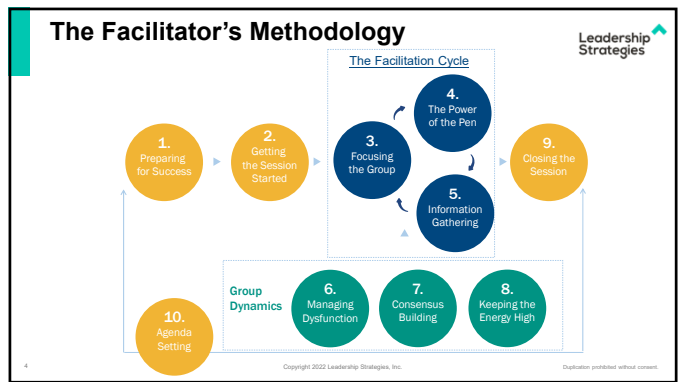 The Facilitator’s Methodology
Leadership
Strategies
The Facilitation Cycle
1.
Preparing
for Success
2.
Getting
the Session
Started
3.
Focusing
the Group
4.
The Power
of the Pen
5.
Information
Gathering
9.
Closing the
Session
Group
Dynamics
6.
Managing
Dysfunction
7.
Consensus
Building
8.
Keeping the
Energy High
10.
Agenda
Setting
4
Copyright 2022 Leadership Strategies, Inc.
Duplication prohibited without consent.